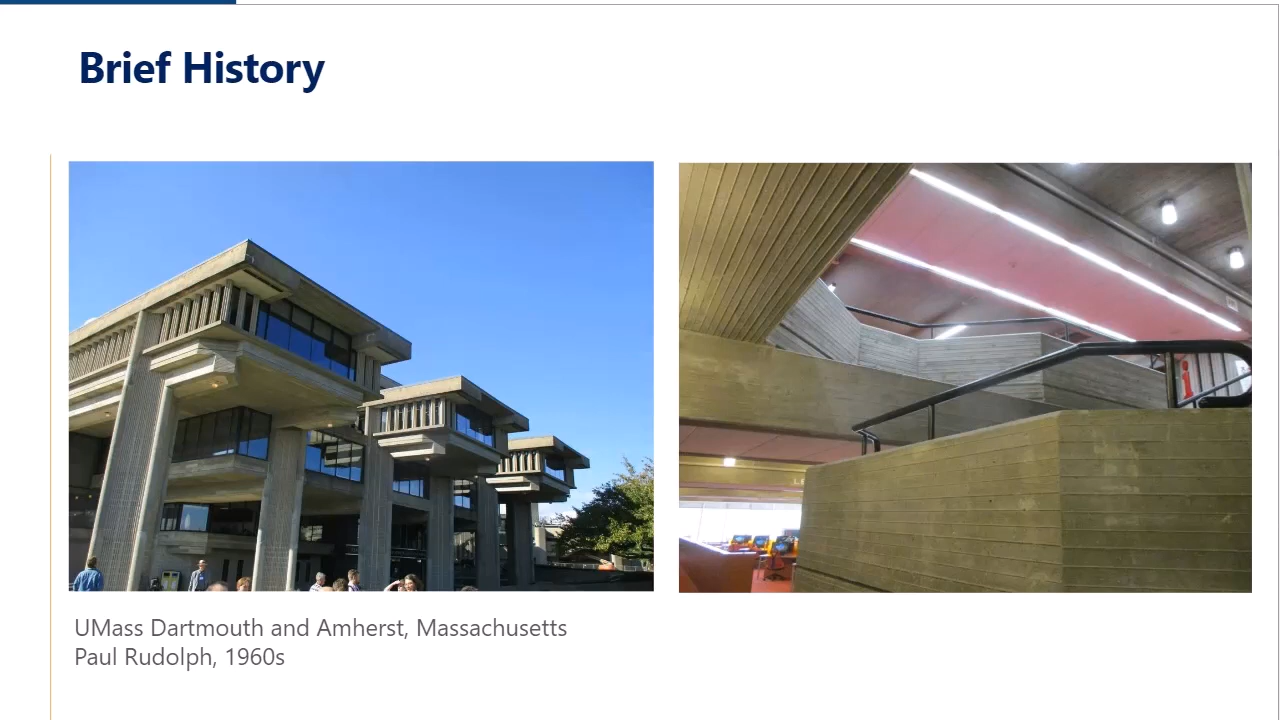 Brief History
UMass Dartmouth and Amherst, Massachusetts
Paul Rudolph, 1960s